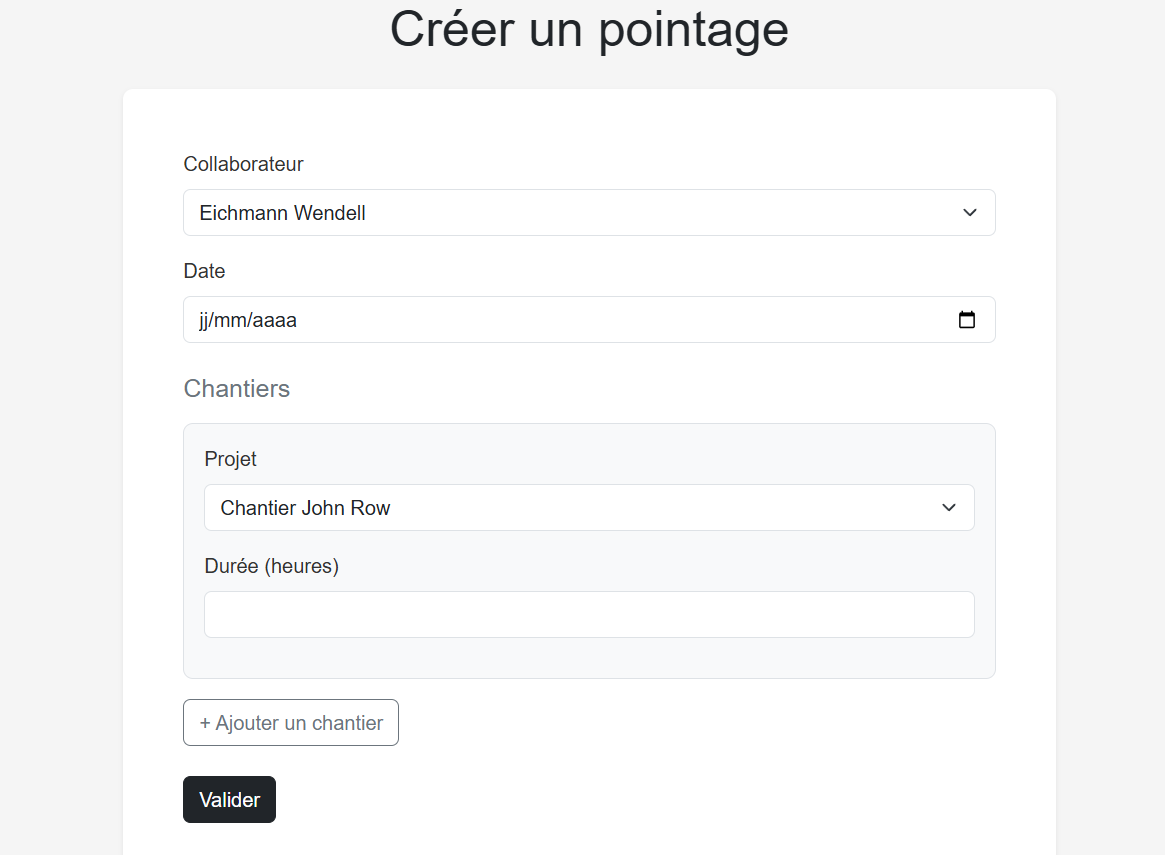 Créer un pointage
Collaborateur
Eichmann Wendell
Date
jj/mm/aaaa
Chantiers
Projet
Chantier John Row
Durée (heures)
+ Ajouter un chantier
Valider